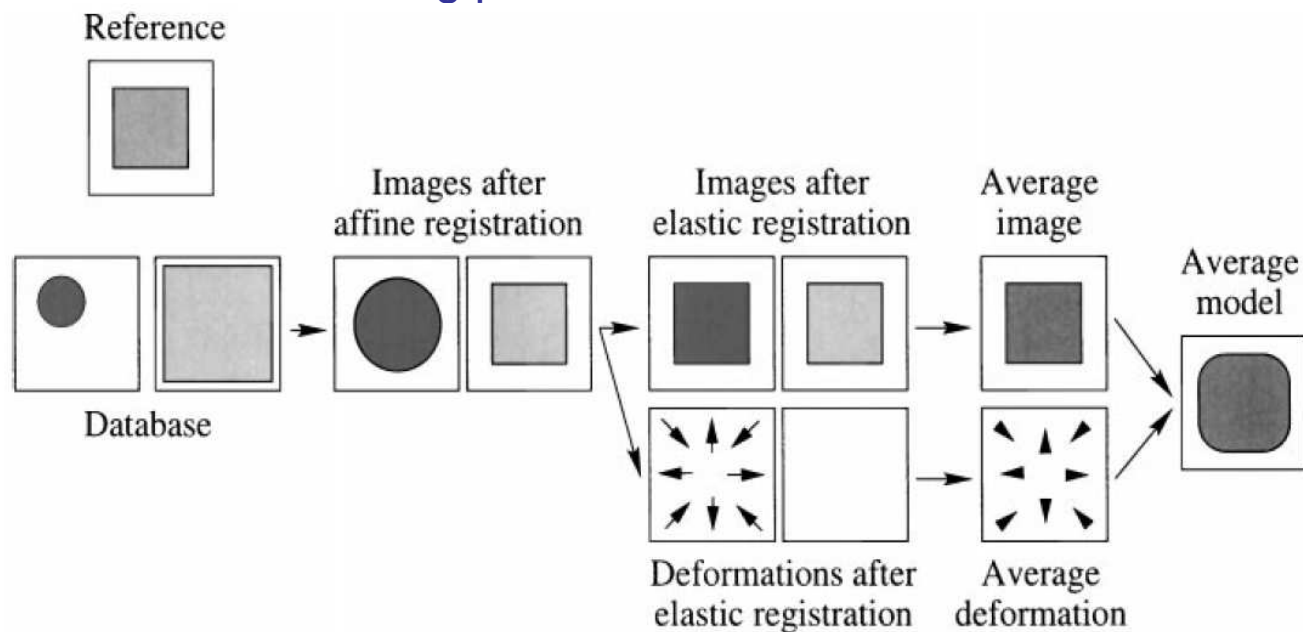 Reference
Images after
affine registration
Images after
elastic registration
Average
image
Average
model
Database
Deformations after
elastic registration
Average
deformation